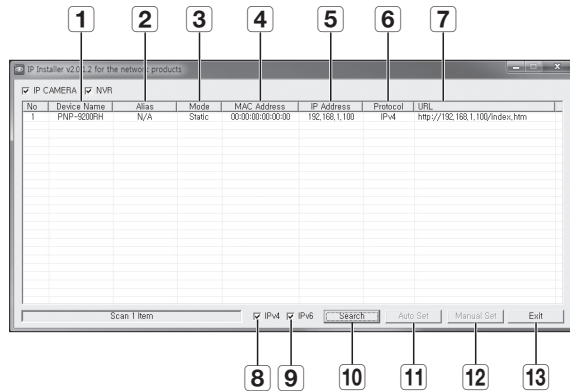 1 2 3 4 5 6 7
IP Installer v2.0.1.2 for the network products
IP CAMERA NVR
No Device Name Alias Mode MAC Address IP Address Protocol URL
1 PNP-9200RH N/A Static 00:00:00:00:00:00 192,168,1,100 IPv4 http://192,168,1,100/index,htm
Scan 1 Item IPv4 IPv6 Search Auto Set Manual Set Exit
8 9 10 11 12 13